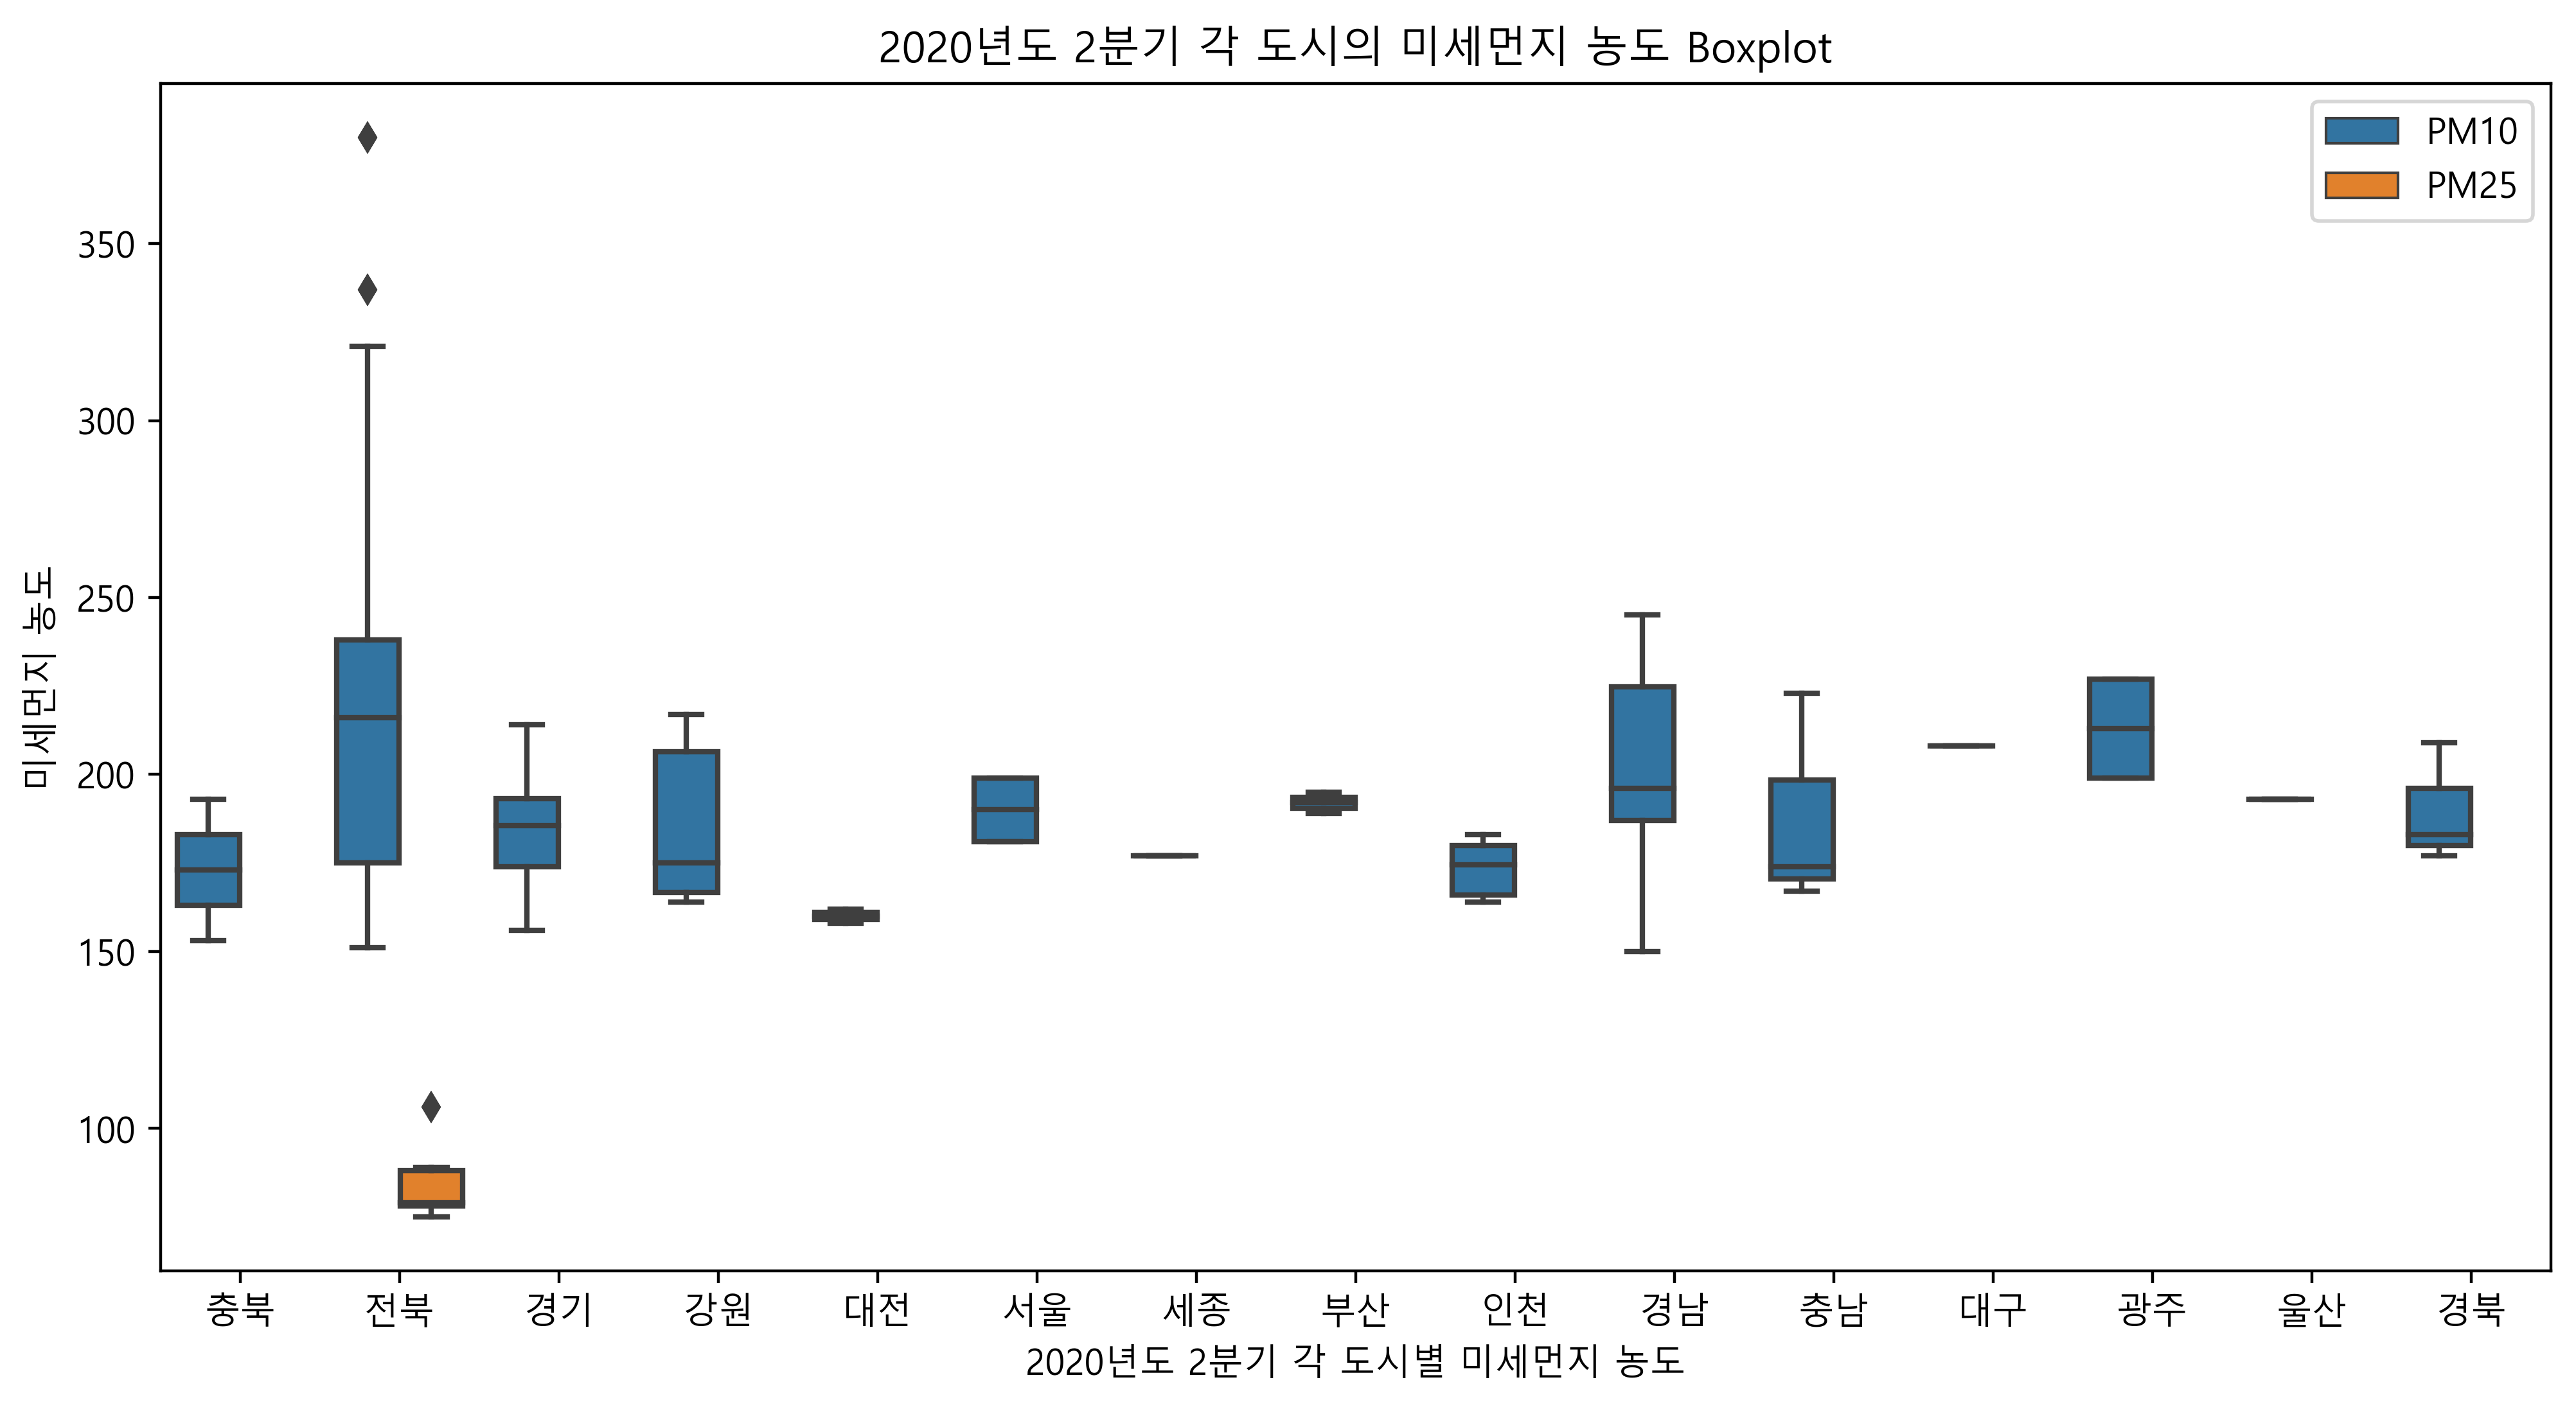 2020년도 2분기 각 도시의 미세먼지 농도 Boxplot
PM10
PM25
미세먼지 농도
350
300
250
200
150
100
충북 전북 경기 강원 대전 서울 세종 부산 인천 경남 충남 대구 광주 울산 경북
2020년도 2분기 각 도시별 미세먼지 농도